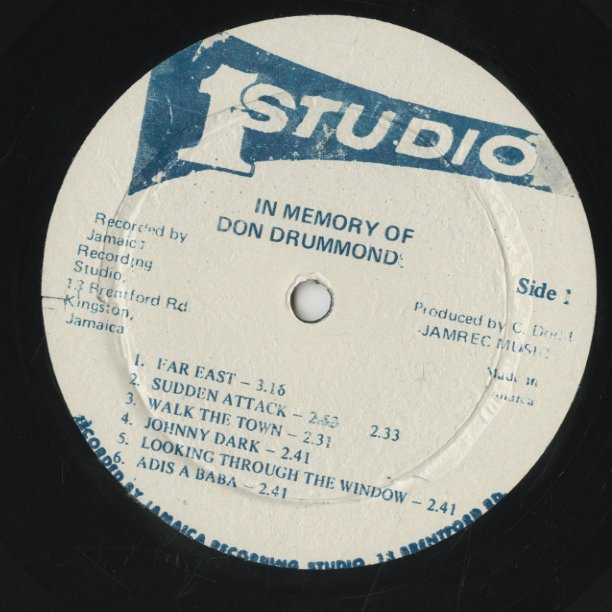 1 STUDIO
IN MEMORY OF
DON DRUMMOND
Recorded by
Jamaica
Recording
Studio
13 Brentford Rd
Kingston,
Jamaica
Side 1
Produced by C. Dodd
JAMREC MUSIC
Made in
Jamaica
1. FAR EAST – 3.16
2. SUDDEN ATTACK – 2.53 2.33
3. WALK THE TOWN – 2.31
4. JOHNNY DARK – 2.41
5. LOOKING THROUGH THE WINDOW – 2.41
6. ADIS A BABA – 2.41
RECORDED BY JAMAICA RECORDING STUDIO, 13 BRENTFORD RD